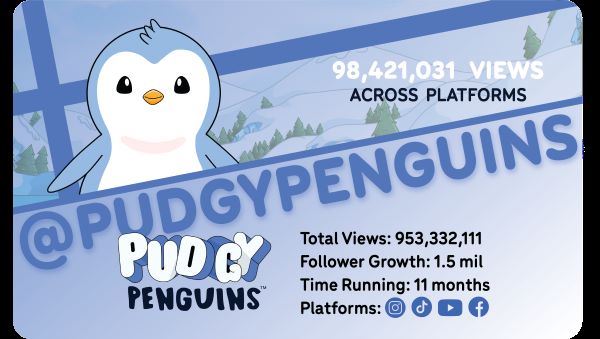 98,421,031 VIEWS
ACROSS PLATFORMS
@PUDGYPENGUINS
PUDGY
PENGUINS™
Total Views: 953,332,111
Follower Growth: 1.5 mil
Time Running: 11 months
Platforms: